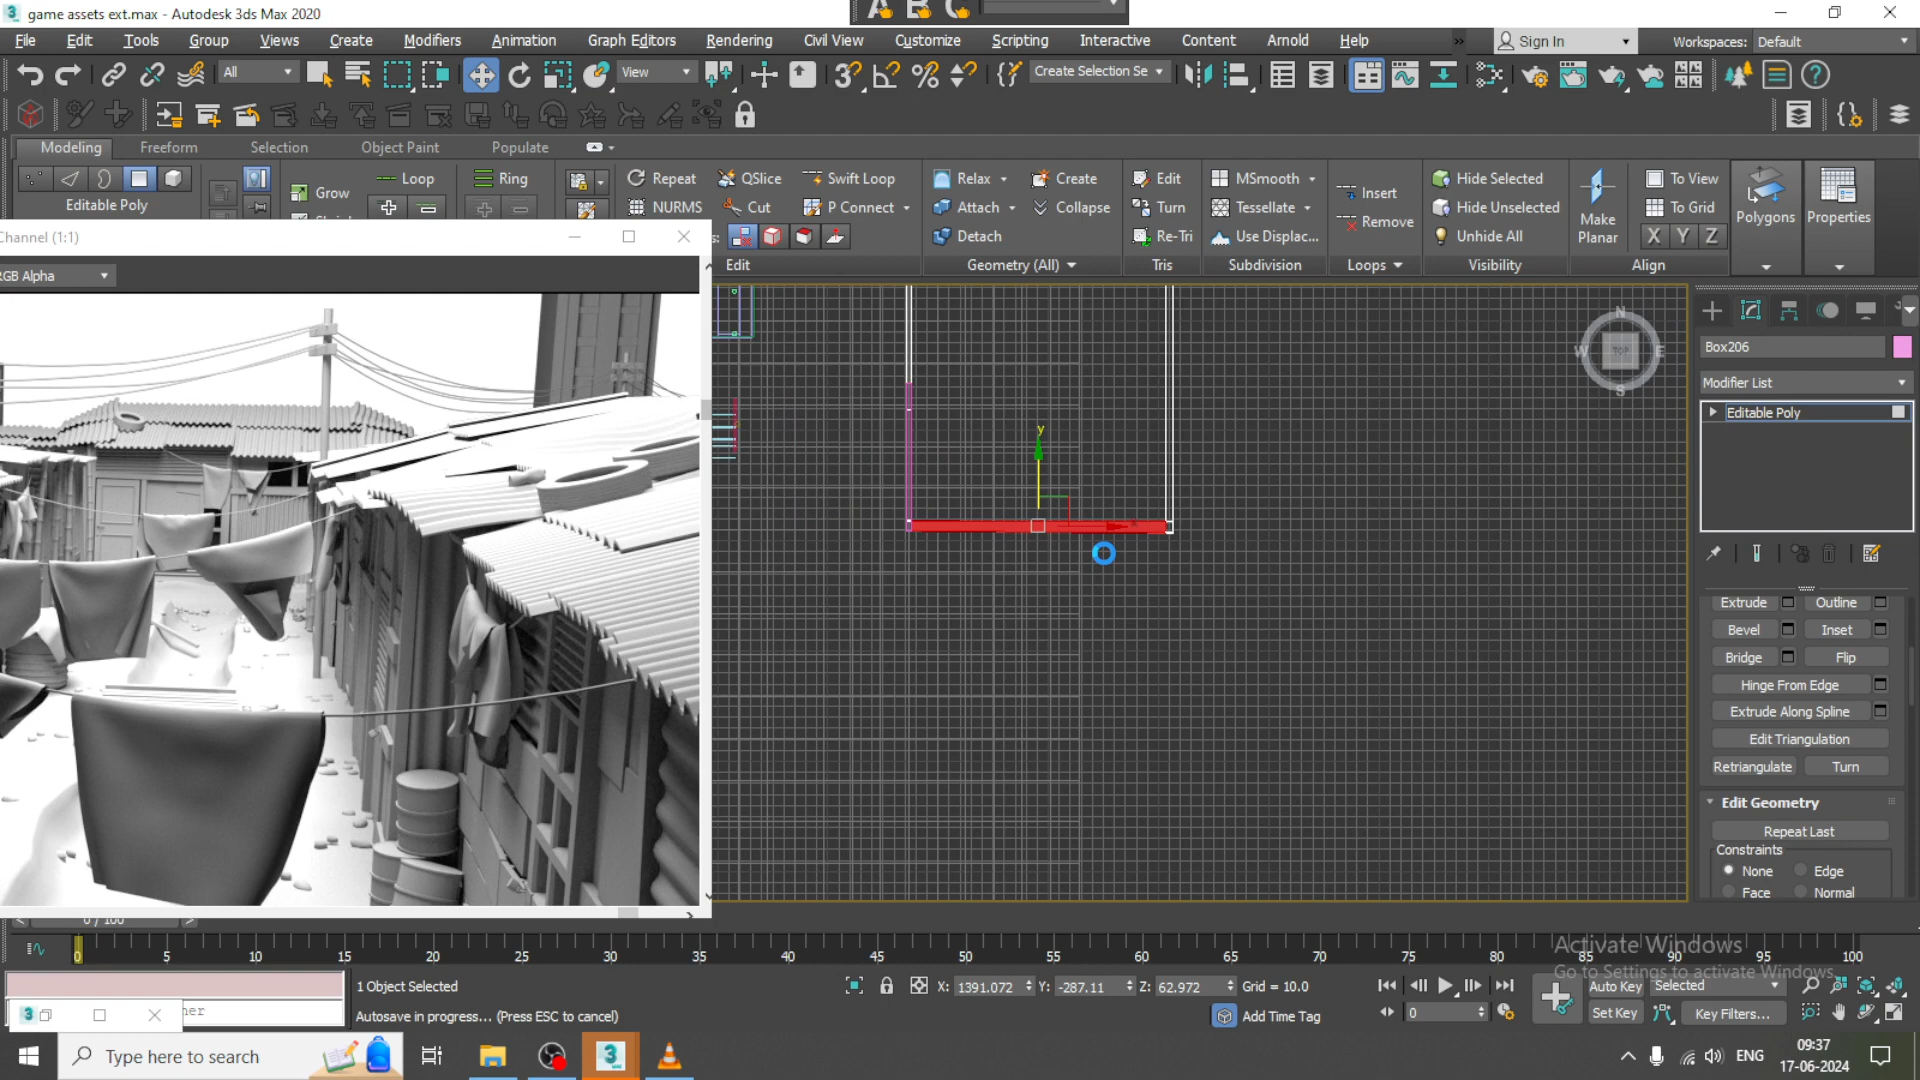 game assets ext.max - Autodesk 3ds Max 2020
A B C
File Edit Tools Group Views Create Modifiers Animation Graph Editors Rendering Civil View Customize Scripting Interactive Content Arnold Help » Sign In Workspaces: Default
All View Create Selection Se
Modeling Freeform Selection Object Paint Populate
Grow Loop Ring Repeat QSlice Swift Loop Relax Create Edit MSmooth Insert Hide Selected Make Planar To View Polygons Properties
Editable Poly NURMS Cut P Connect Attach Collapse Turn Tessellate Remove Hide Unselected To Grid
Detach Re-Tri Use Displac... Unhide All X Y Z
Edit Geometry (All) Tris Subdivision Loops Visibility Align
Channel (1:1)
RGB Alpha
N
W TOP E
S
y
x
Box206
Modifier List
Editable Poly
Extrude Outline
Bevel Inset
Bridge Flip
Hinge From Edge
Extrude Along Spline
Edit Triangulation
Retriangulate Turn
Edit Geometry
Repeat Last
Constraints
None Edge
Face Normal
0 / 100
0 5 10 15 20 25 30 35 40 45 50 55 60 65 70 75 80 85 90 95 100
Activate Windows
Go to Settings to activate Windows.
1 Object Selected X: 1391.072 Y: -287.11 Z: 62.972 Grid = 10.0 Auto Key Selected
Autosave in progress... (Press ESC to cancel) Add Time Tag 0 Set Key Key Filters...
Type here to search
ENG
09:37
17-06-2024